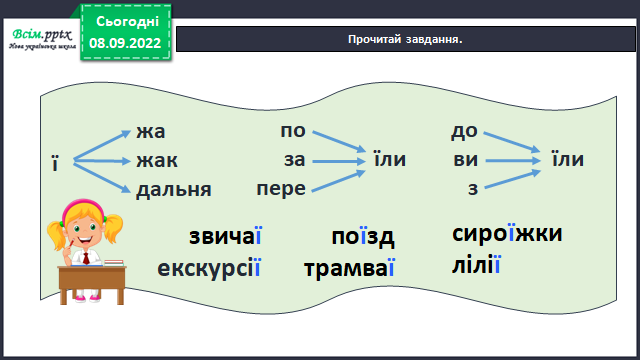 Всім.pptx
Нова українська школа
Сьогодні
08.09.2022
Прочитай завдання.
ї
жа
жак
дальня
по
за
пере
їли
до
ви
з
їли
звичаї
поїзд
сироїжки
екскурсії
трамваї
лілії